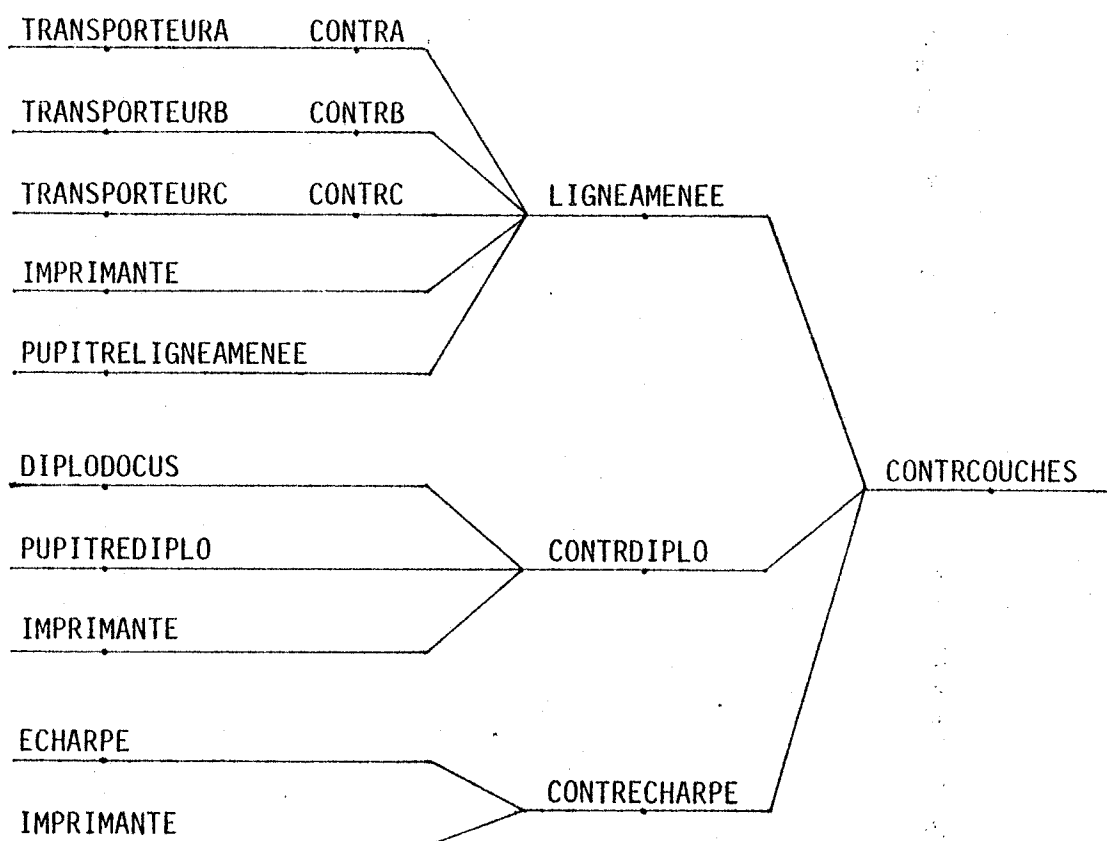 TRANSPORTEURA CONTRA
TRANSPORTEURB CONTRB
TRANSPORTEURC CONTRC
LIGNEAMENEE
IMPRIMANTE
PUPITRELIGNEAMENEE
DIPLODOCUS
CONTRCOUCHES
PUPITREDIPLO
CONTRDIPLO
IMPRIMANTE
ECHARPE
CONTRECHARPE
IMPRIMANTE